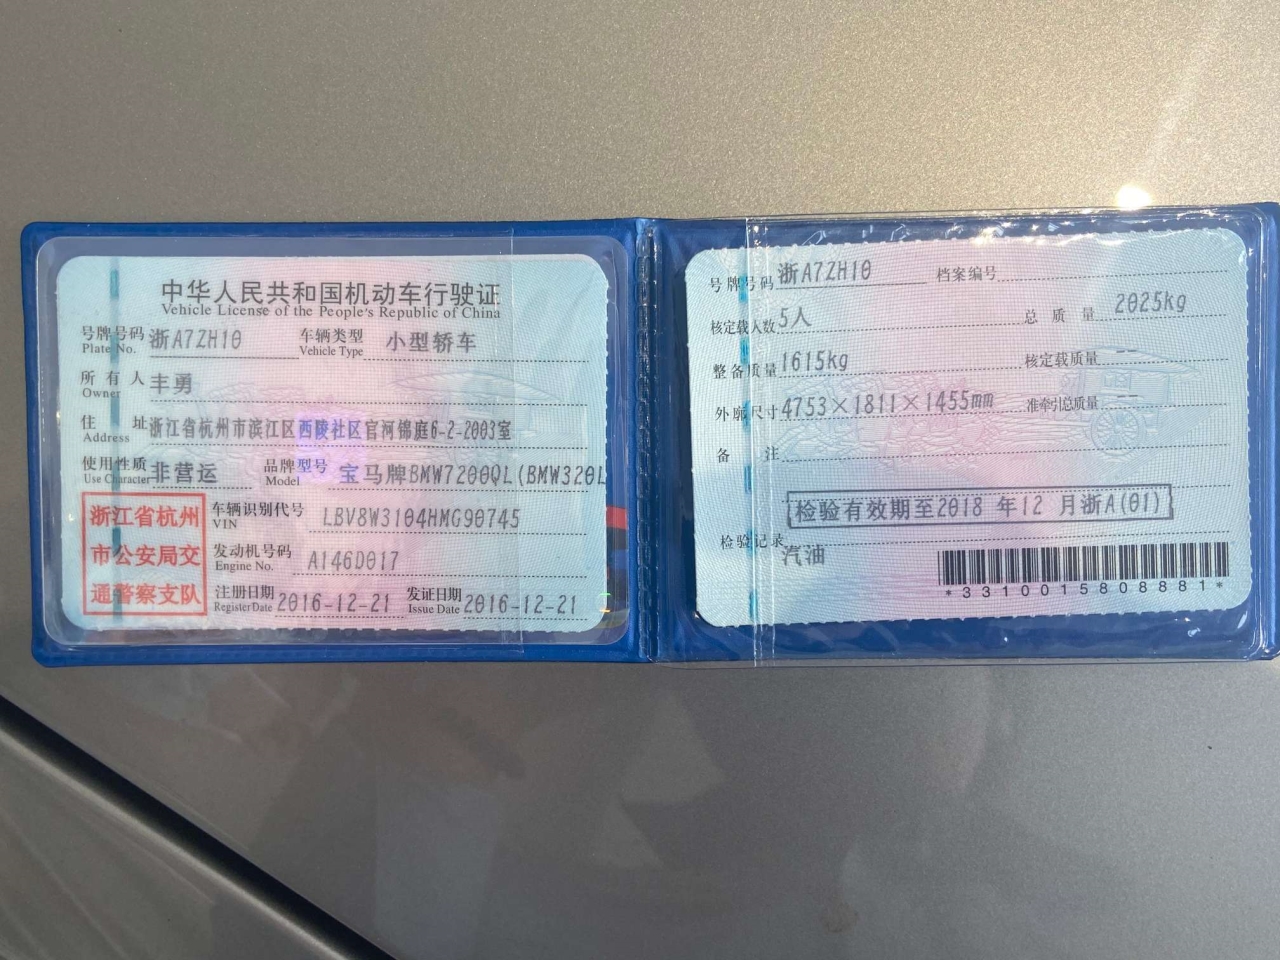 中华人民共和国机动车行驶证
Vehicle License of the People's Republic of China
号牌号码 浙A7ZH10 车辆类型 小型轿车
Plate No. Vehicle Type
所有人 丰勇
Owner
住址 浙江省杭州市滨江区西陵社区官河锦庭6-2-2003室
Address
使用性质 非营运 品牌型号 宝马牌BMW7200QL(BMW320L
Use Character Model
浙江省杭州
市公安局交
通警察支队
车辆识别代号 LBV8W3104HMG90745
VIN
发动机号码 A146D017
Engine No.
注册日期 2016-12-21 发证日期 2016-12-21
Register Date Issue Date
号牌号码 浙A7ZH10 档案编号
核定载人数 5人 总质量 2025kg
整备质量 1615kg 核定载质量 --
外廓尺寸 4753×1811×1455mm 准牵引总质量 --
备注
检验有效期至2018 年12 月浙A(01)
检验记录
汽油
*3310015808881*